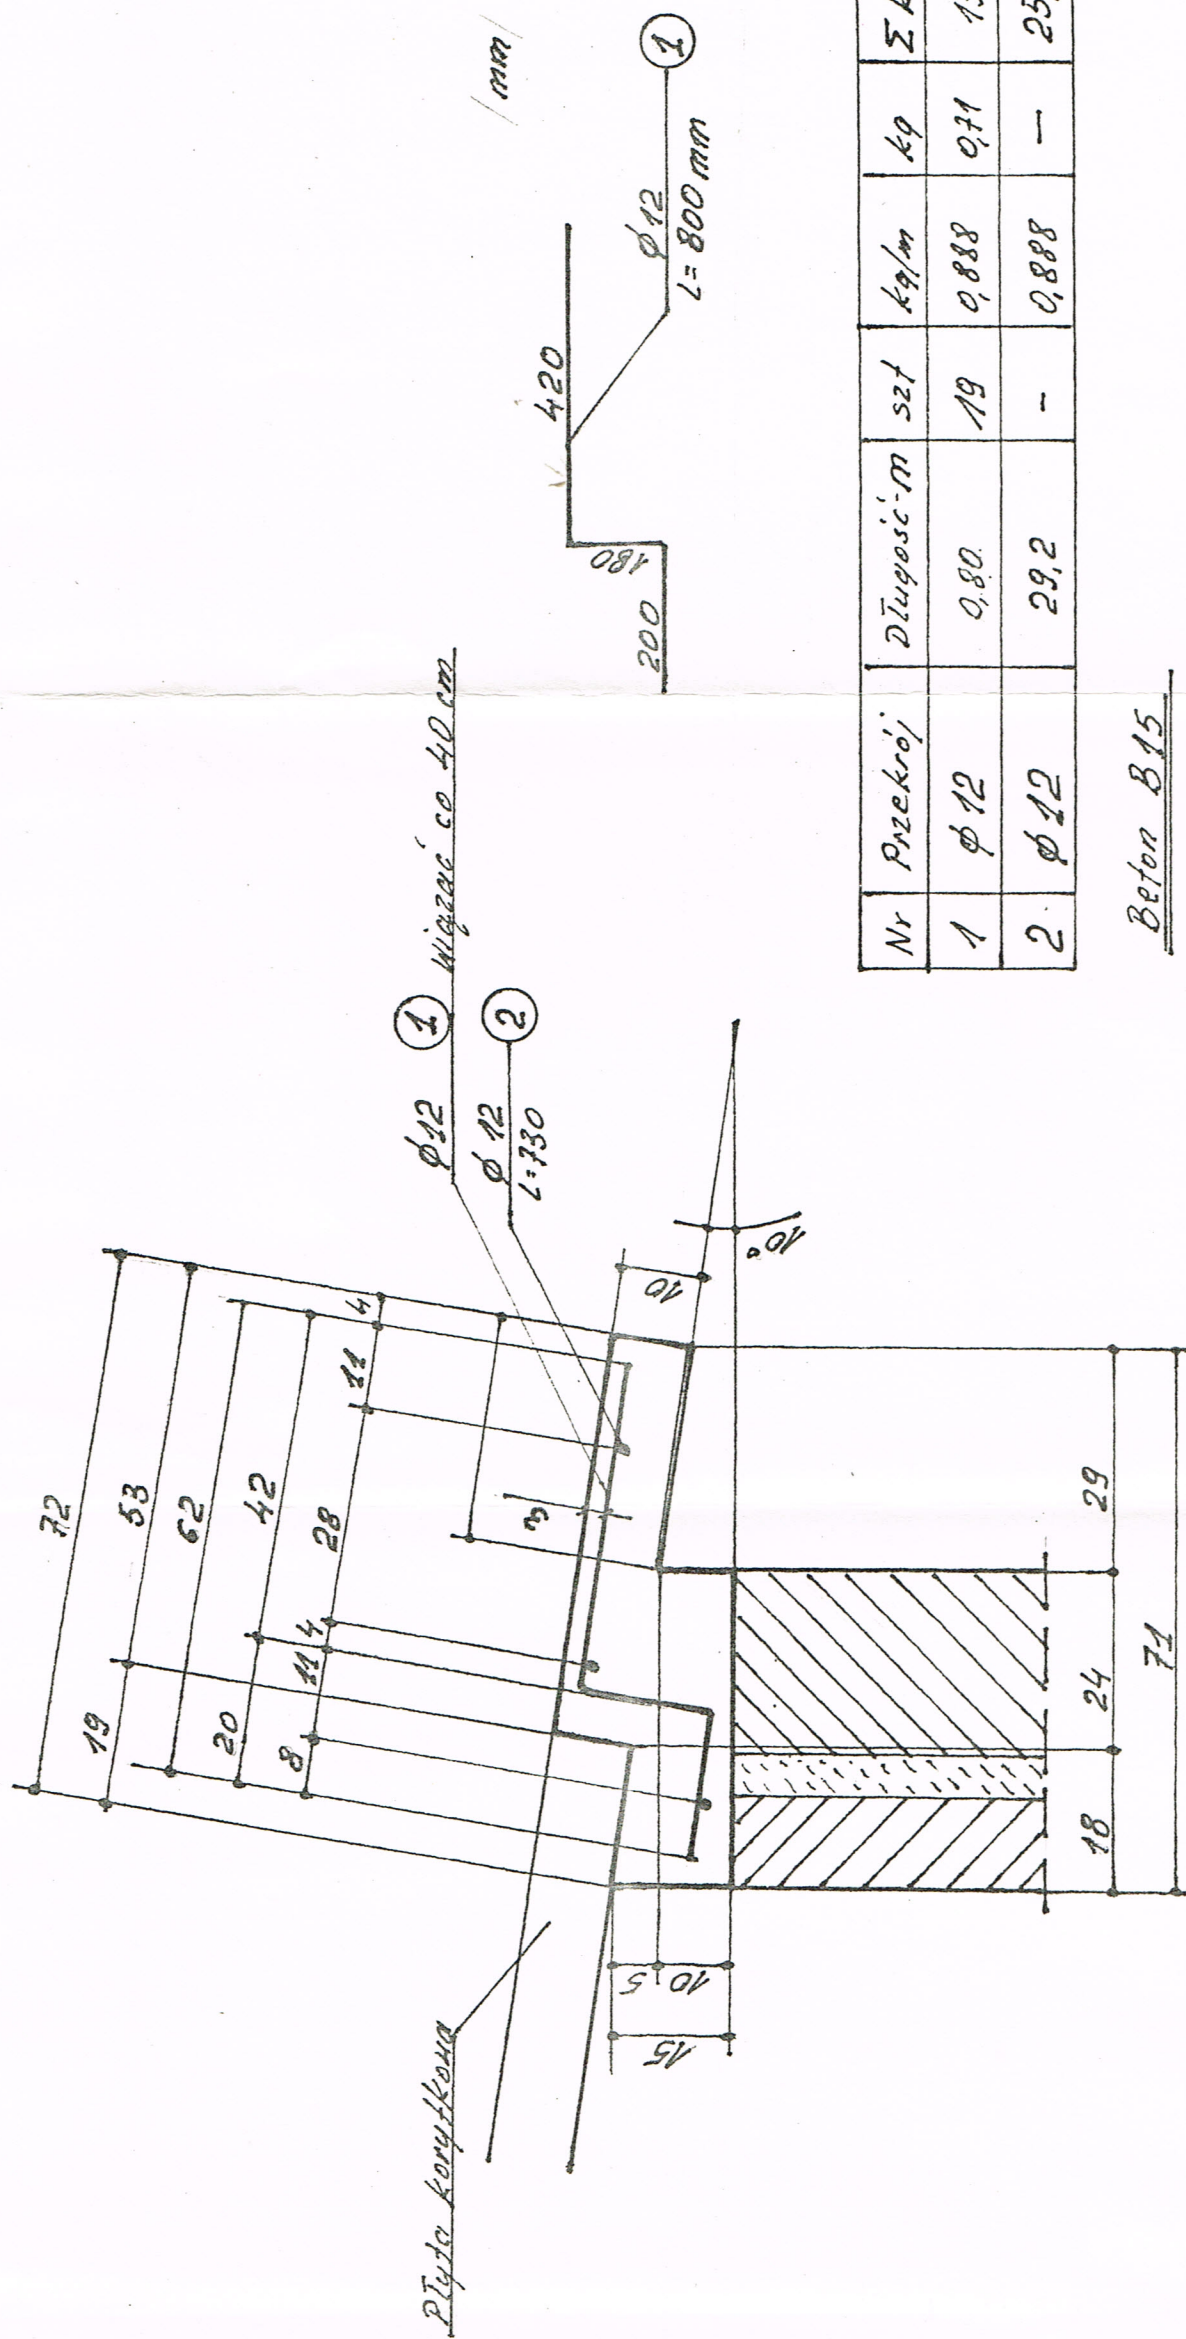 72
19
53
62
20
42
8
11
4
28
11
4
3
φ12
1
wiązać co 40 cm
φ 12
2
L=730
Płyta korytkowa
10
10°
15
5
10
18
24
29
71
/mm/
420
180
200
φ12
1
L=800mm
Nr Przekrój Długość-m szt kg/m kg Σ
1 φ12 0,80 19 0,888 0,71
2 φ12 29,2 - 0,888 -
Beton B15